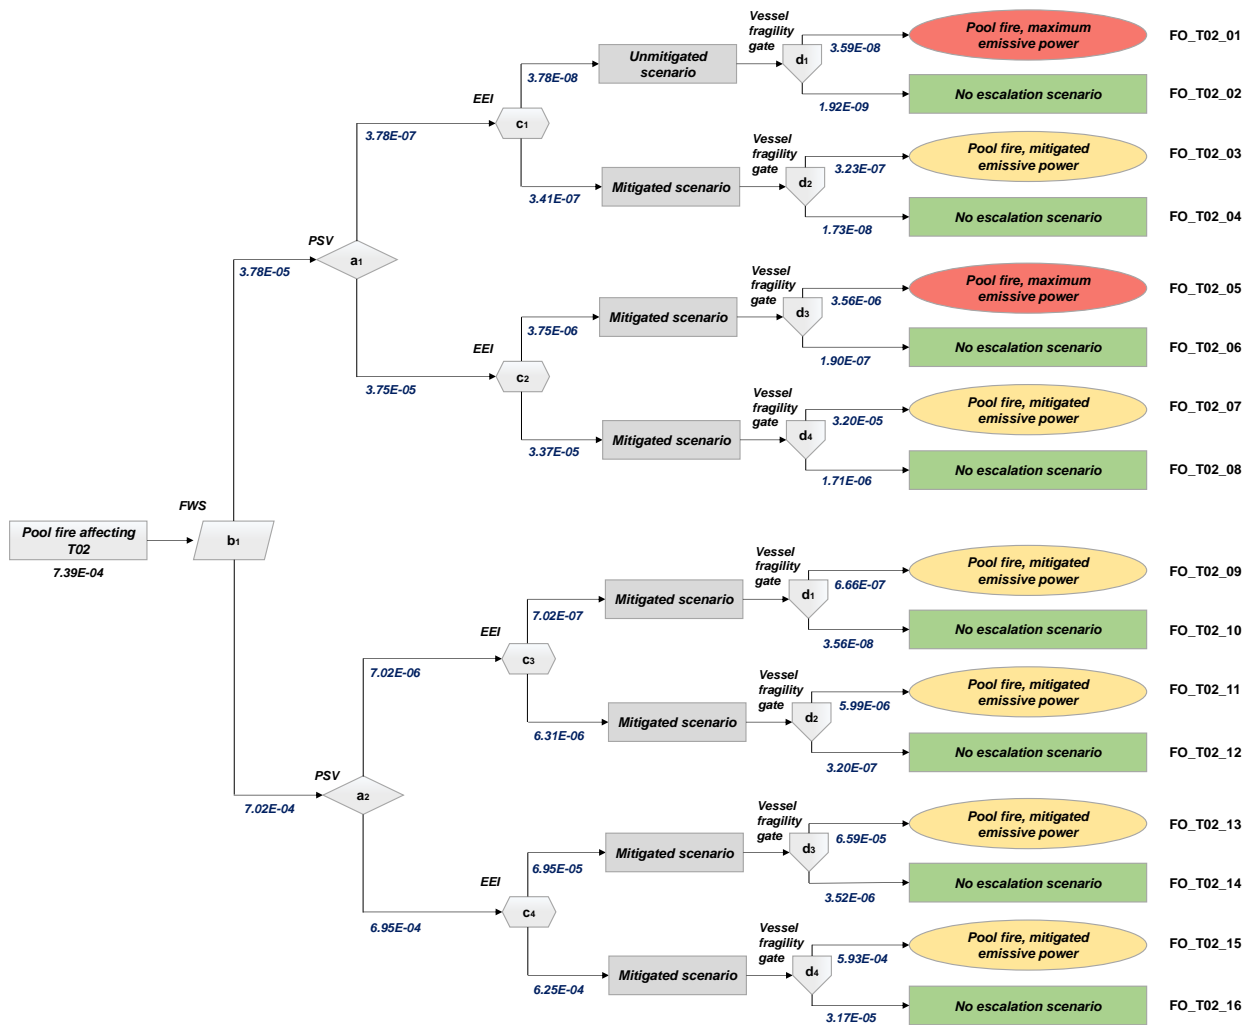 Pool fire affecting
T02
7.39E-04
FWS
b1
3.78E-05
7.02E-04
PSV
a1
3.78E-07
3.75E-05
EEI
c1
3.78E-08
3.41E-07
Unmitigated
scenario
Vessel
fragility
gate
d1
3.59E-08
1.92E-09
Pool fire, maximum
emissive power
FO_T02_01
No escalation scenario
FO_T02_02
Mitigated scenario
Vessel
fragility
gate
d2
3.23E-07
1.73E-08
Pool fire, mitigated
emissive power
FO_T02_03
No escalation scenario
FO_T02_04
EEI
c2
3.75E-06
3.37E-05
Mitigated scenario
Vessel
fragility
gate
d3
3.56E-06
1.90E-07
Pool fire, maximum
emissive power
FO_T02_05
No escalation scenario
FO_T02_06
Mitigated scenario
Vessel
fragility
gate
d4
3.20E-05
1.71E-06
Pool fire, mitigated
emissive power
FO_T02_07
No escalation scenario
FO_T02_08
PSV
a2
7.02E-06
6.95E-04
EEI
c3
7.02E-07
6.31E-06
Mitigated scenario
Vessel
fragility
gate
d1
6.66E-07
3.56E-08
Pool fire, mitigated
emissive power
FO_T02_09
No escalation scenario
FO_T02_10
Mitigated scenario
Vessel
fragility
gate
d2
5.99E-06
3.20E-07
Pool fire, mitigated
emissive power
FO_T02_11
No escalation scenario
FO_T02_12
EEI
c4
6.95E-05
6.25E-04
Mitigated scenario
Vessel
fragility
gate
d3
6.59E-05
3.52E-06
Pool fire, mitigated
emissive power
FO_T02_13
No escalation scenario
FO_T02_14
Mitigated scenario
Vessel
fragility
gate
d4
5.93E-04
3.17E-05
Pool fire, mitigated
emissive power
FO_T02_15
No escalation scenario
FO_T02_16